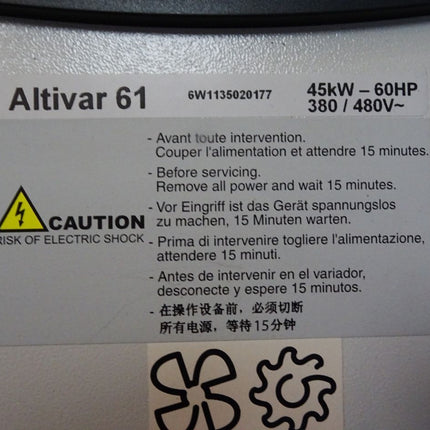 Altivar 61 6W1135020177 45kW – 60HP
380 / 480V~
- Avant toute intervention.
Couper l'alimentation et attendre 15 minutes.
- Before servicing.
Remove all power and wait 15 minutes.
- Vor Eingriff ist das Gerät spannungslos
zu machen, 15 Minuten warten.
CAUTION
RISK OF ELECTRIC SHOCK
- Prima di intervenire togliere l'alimentazione,
attendere 15 minuti.
- Antes de intervenir en el variador,
desconecte y espere 15 minutos.
- 在操作设备前，必须切断
所有电源，等待15分钟